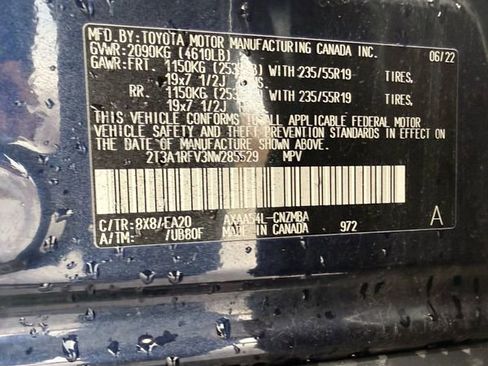 MFD. BY: TOYOTA MOTOR MANUFACTURING CANADA INC.
GVWR: 2090KG (4610LB) 06/22
GAWR: FRT. 1150KG WITH 235/55R19 TIRES.
19x7 1/2J
RR. 1150KG WITH 235/55R19 TIRES.
19x7 1/2J
THIS VEHICLE CONFORMS TO ALL APPLICABLE FEDERAL MOTOR
VEHICLE SAFETY AND THEFT PREVENTION STANDARDS IN EFFECT ON
THE DATE OF MANUFACTURE SHOWN ABOVE.
2T3A1RFV3NW285529 MPV
C/TR: 8X8/EA20 AXAA54L-CNZMBA A
A/TM: /UB80F MADE IN CANADA 972